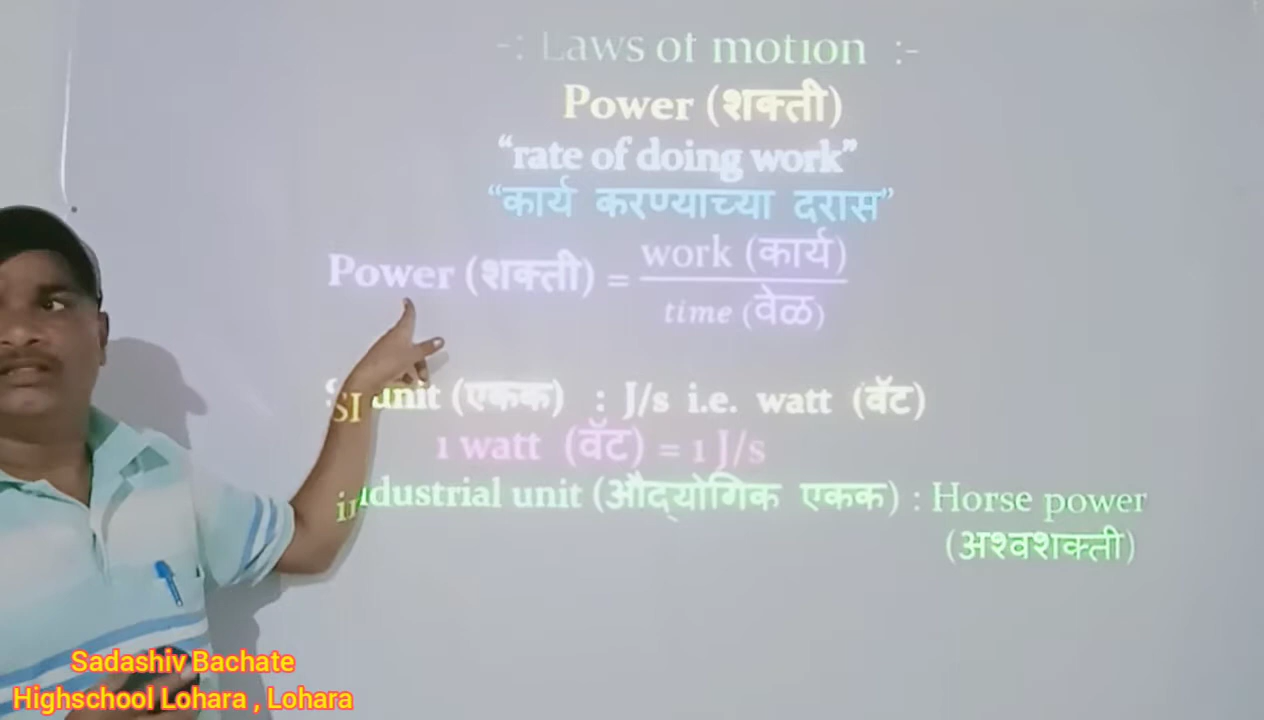 -: Laws of motion :-
Power (शक्ती)
“rate of doing work”
“कार्य करण्याच्या दरास”
Power (शक्ती) = work (कार्य)
time (वेळ)
SI unit (एकक) : J/s i.e. watt (वॅट)
1 watt (वॅट) = 1 J/s
industrial unit (औद्योगिक एकक) : Horse power
(अश्वशक्ती)
Sadashiv Bachate
Highschool Lohara , Lohara